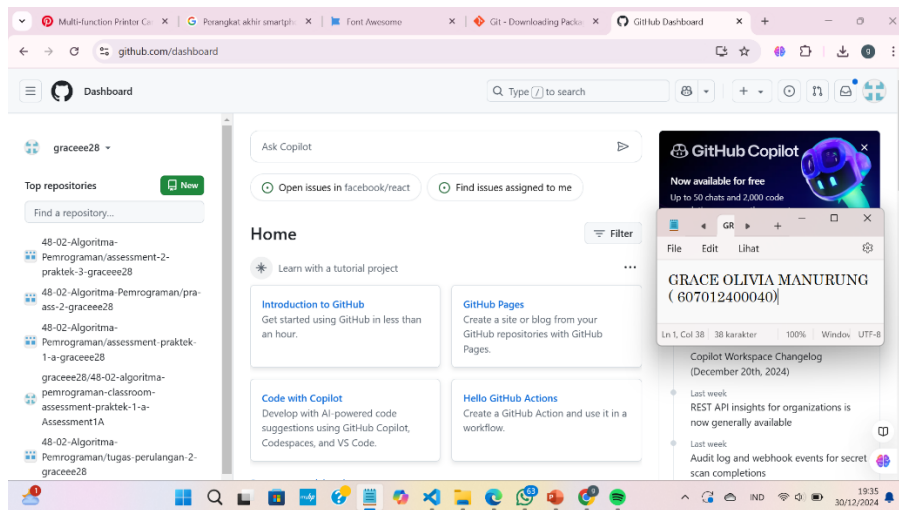 Multi-function Printer Ca
Perangkat akhir smartph
Font Awesome
Git - Downloading Packa
GitHub Dashboard
github.com/dashboard
g
Dashboard
Type / to search
graceee28
Top repositories
New
Find a repository...
48-02-Algoritma-
Pemrograman/assessment-2-
praktek-3-graceee28
48-02-Algoritma-Pemrograman/pra-
ass-2-graceee28
48-02-Algoritma-
Pemrograman/assessment-praktek-
1-a-graceee28
graceee28/48-02-algoritma-
pemrograman-classroom-
assessment-praktek-1-a-
Assessment1A
48-02-Algoritma-
Pemrograman/tugas-perulangan-2-
graceee28
Ask Copilot
Open issues in facebook/react
Find issues assigned to me
Home
Filter
Learn with a tutorial project
Introduction to GitHub
Get started using GitHub in less than
an hour.
GitHub Pages
Create a site or blog from your
GitHub repositories with GitHub
Pages.
Code with Copilot
Develop with AI-powered code
suggestions using GitHub Copilot,
Codespaces, and VS Code.
Hello GitHub Actions
Create a GitHub Action and use it in a
workflow.
GitHub Copilot
Now available for free
Up to 50 chats and 2,000 code
GR
File Edit Lihat
GRACE OLIVIA MANURUNG
( 607012400040)
Ln 1, Col 38 38 karakter 100% Window UTF-8
Copilot Workspace Changelog
(December 20th, 2024)
Last week
REST API insights for organizations is
now generally available
Last week
Audit log and webhook events for secret
scan completions
IND
19:35
30/12/2024